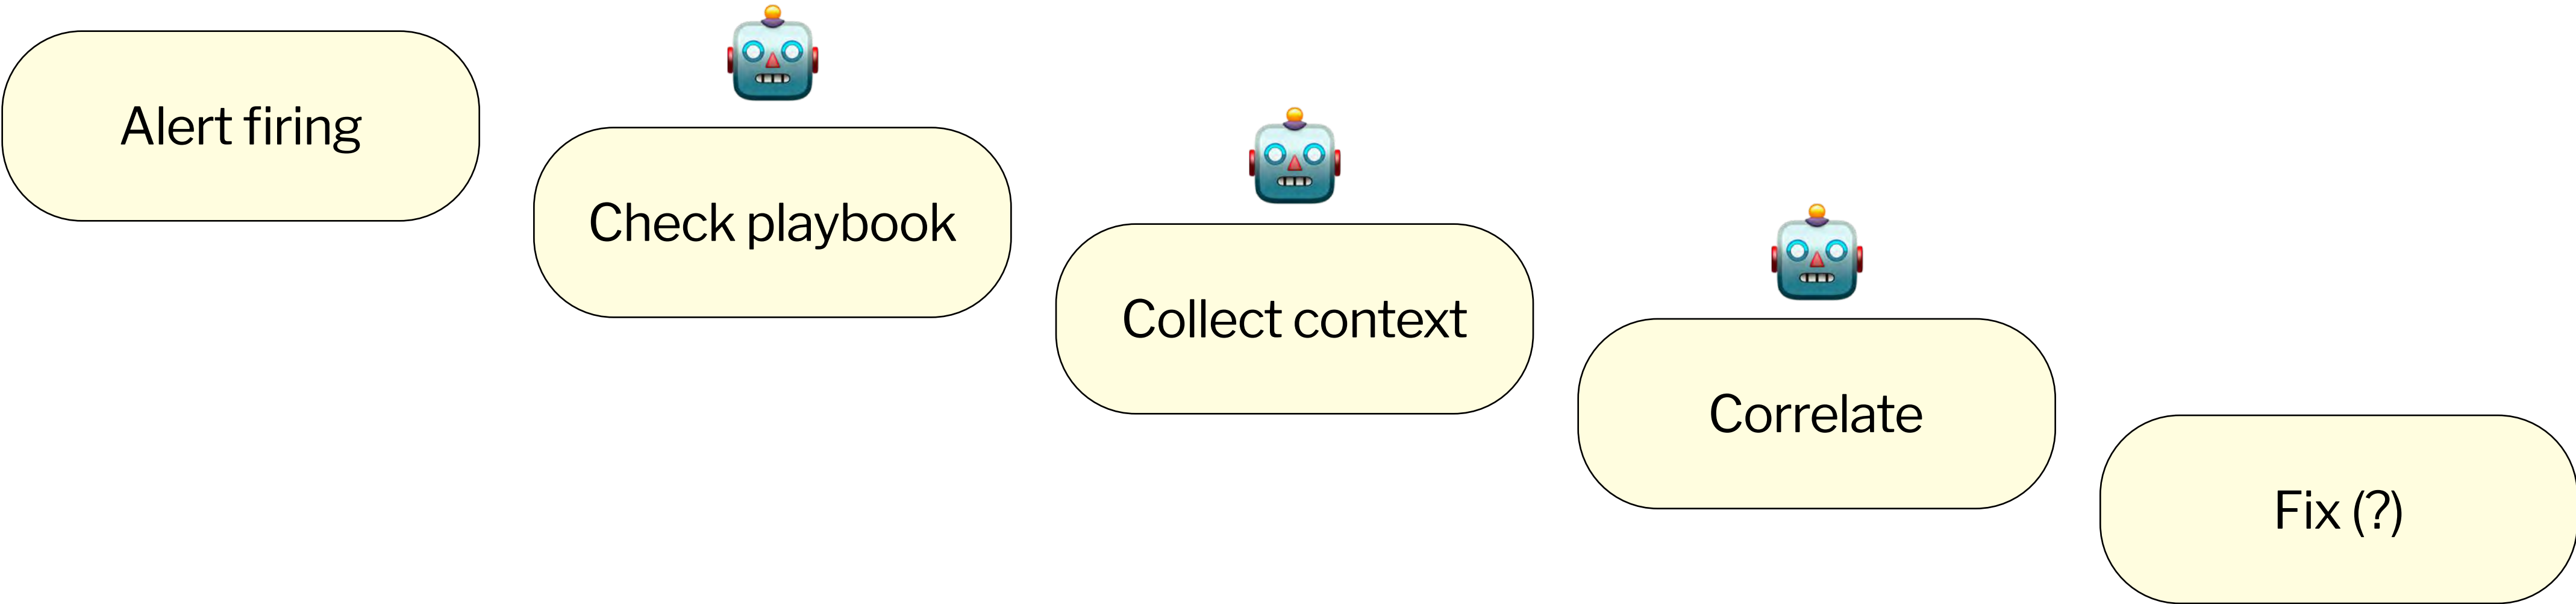 Alert firing
Check playbook
Collect context
Correlate
Fix (?)